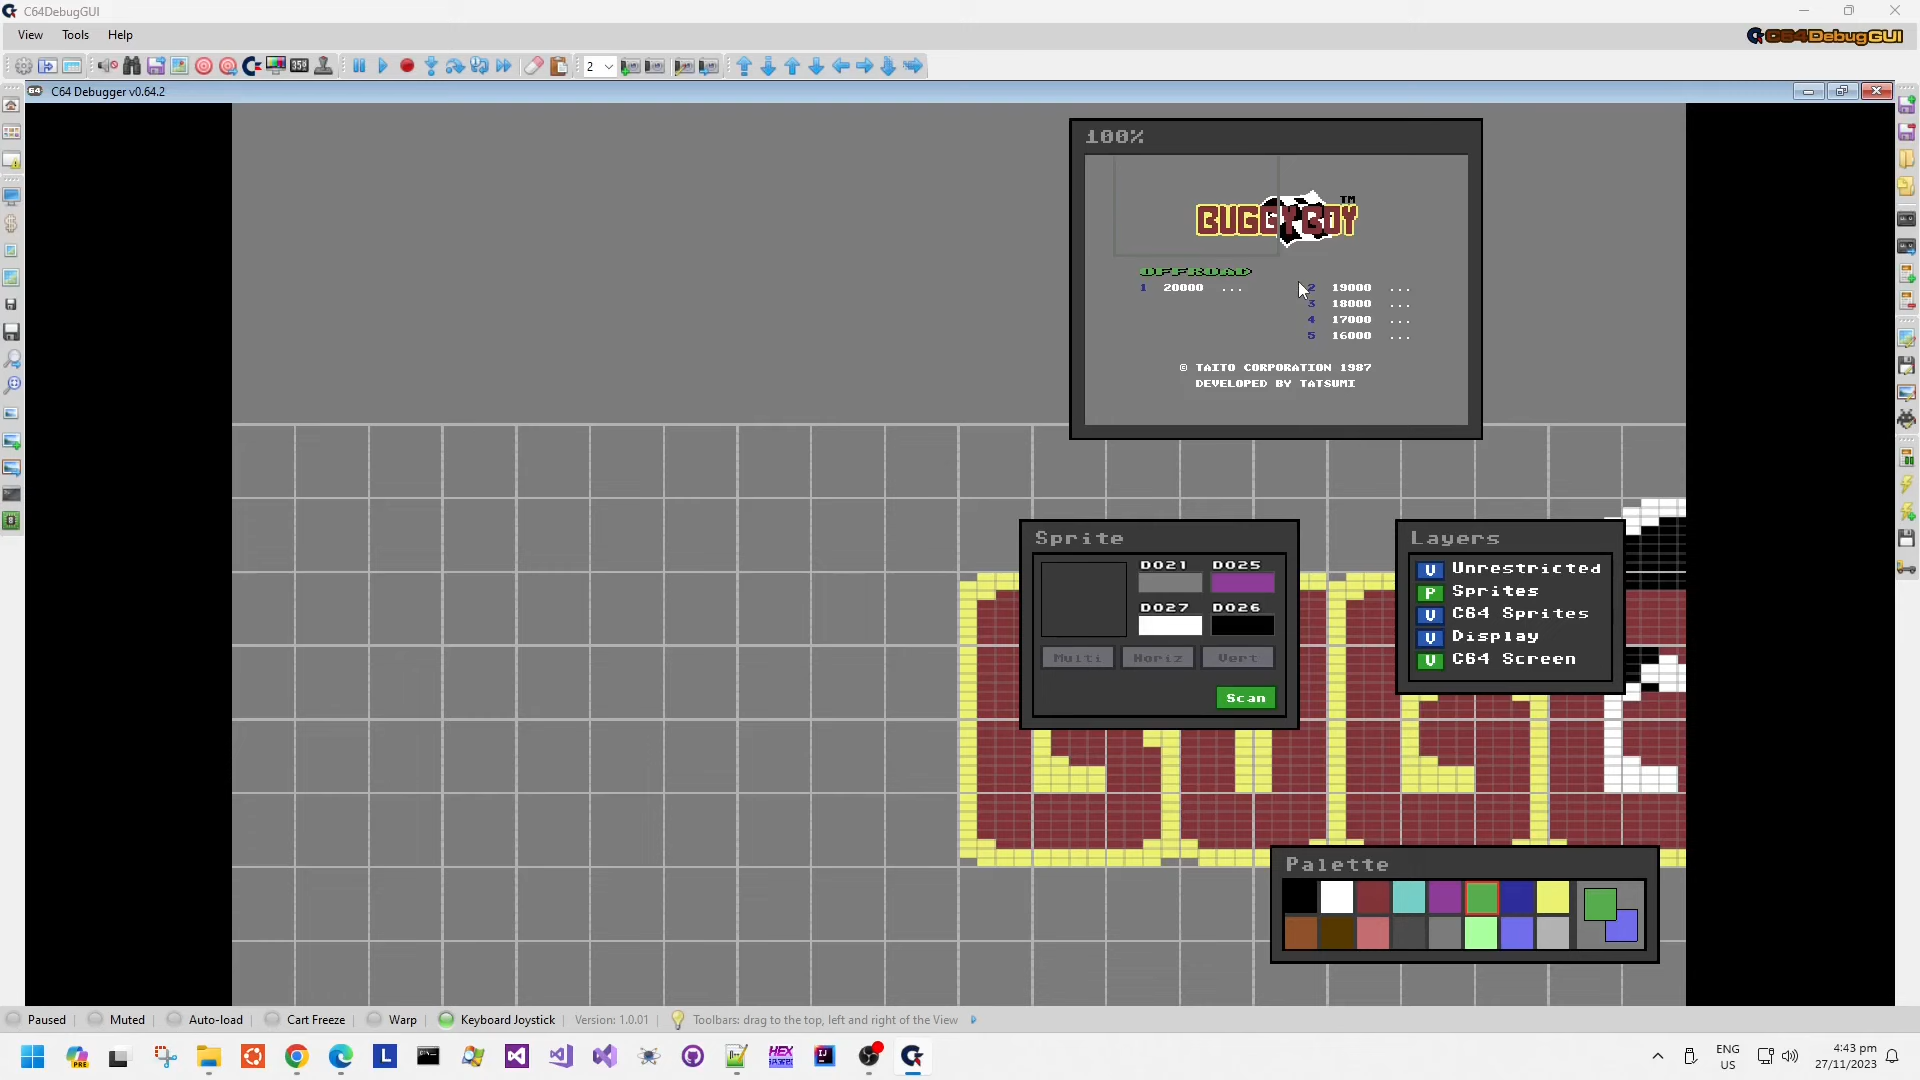 C64DebugGUI
View Tools Help
C64DebugGUI
2
C64 Debugger v0.64.2
100%
BUGGY BOY TM
OFFROAD
1 20000 ...
2 19000 ...
3 18000 ...
4 17000 ...
5 16000 ...
© TAITO CORPORATION 1987
DEVELOPED BY TATSUMI
Sprite
D021 D025
D027 D026
Multi Horiz Vert
Scan
Layers
V Unrestricted
P Sprites
V C64 Sprites
V Display
V C64 Screen
Palette
Paused Muted Auto-load Cart Freeze Warp Keyboard Joystick Version: 1.0.01 Toolbars: drag to the top, left and right of the View
ENG
US
4:43 pm
27/11/2023